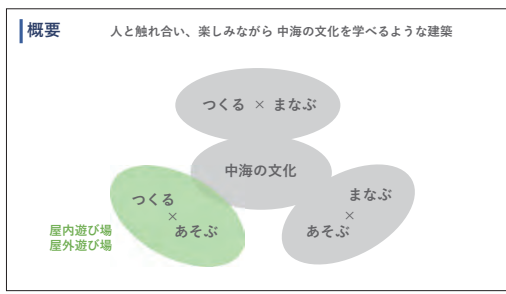 概要
人と触れ合い、楽しみながら 中海の文化を学べるような建築
つくる × まなぶ
中海の文化
つくる
×
あそぶ
まなぶ
×
あそぶ
屋内遊び場
屋外遊び場